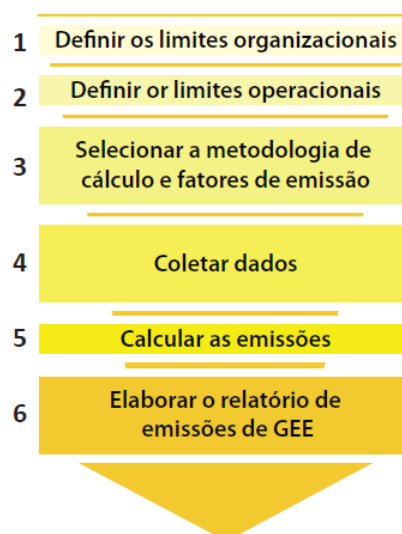 1 Definir os limites organizacionais
2 Definir or limites operacionais
3 Selecionar a metodologia de
cálculo e fatores de emissão
4 Coletar dados
5 Calcular as emissões
6 Elaborar o relatório de
emissões de GEE